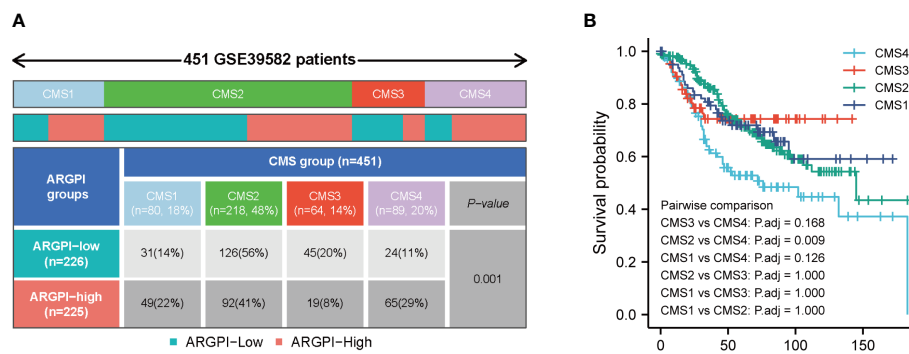 A
451 GSE39582 patients
CMS1 CMS2 CMS3 CMS4
ARGPI groups
CMS group (n=451)
CMS1 (n=80, 18%)
CMS2 (n=218, 48%)
CMS3 (n=64, 14%)
CMS4 (n=89, 20%)
P−value
ARGPI−low (n=226)
31(14%) 126(56%) 45(20%) 24(11%)
0.001
ARGPI−high (n=225)
49(22%) 92(41%) 19(8%) 65(29%)
ARGPI−Low ARGPI−High
B
Survival probability
1.0
0.8
0.6
0.4
0.2
0.0
CMS4
CMS3
CMS2
CMS1
Pairwise comparison
CMS3 vs CMS4: P.adj = 0.168
CMS2 vs CMS4: P.adj = 0.009
CMS1 vs CMS4: P.adj = 0.126
CMS2 vs CMS3: P.adj = 1.000
CMS1 vs CMS3: P.adj = 1.000
CMS1 vs CMS2: P.adj = 1.000
0 50 100 150